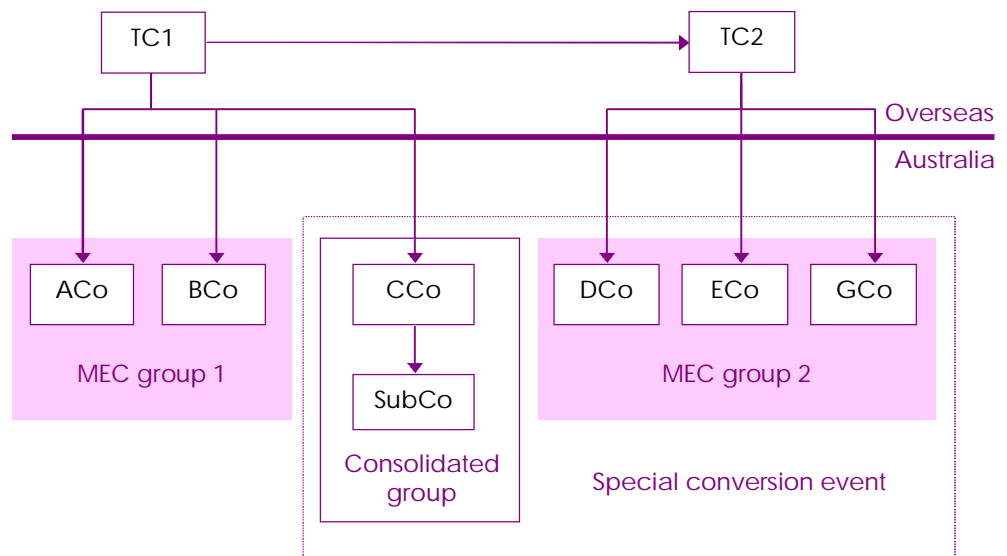 TC1
TC2
Overseas
Australia
ACo
BCo
CCo
DCo
ECo
GCo
MEC group 1
MEC group 2
SubCo
Consolidated
group
Special conversion event